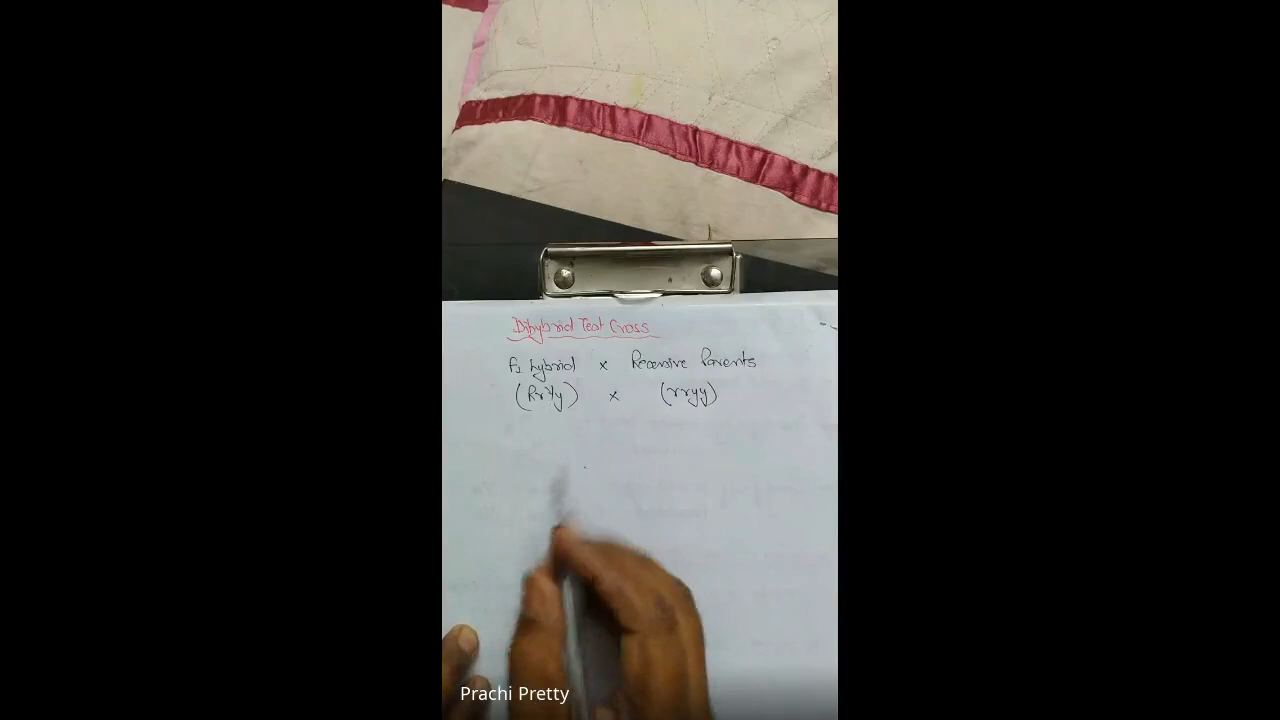 Dihybrid Test Cross
F1 hybrid × Recessive Parents
(RrYy) × (rryy)
Prachi Pretty